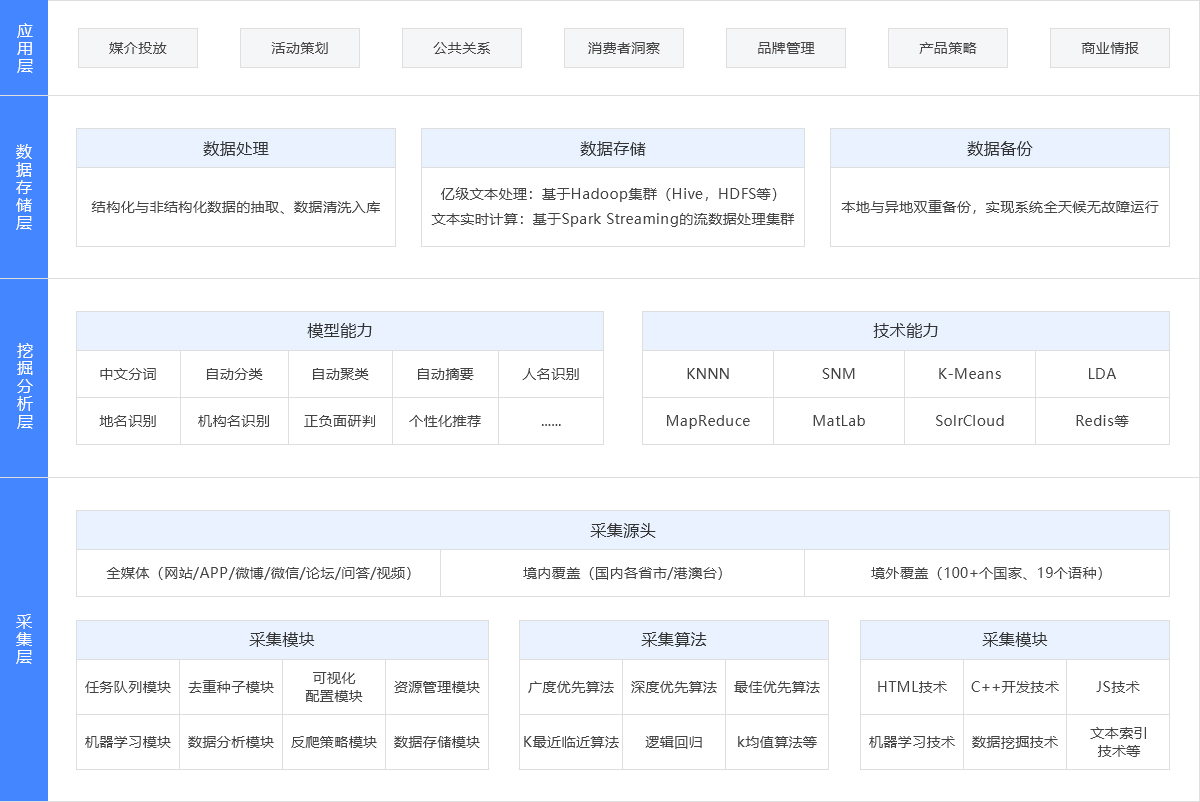 应用层
媒介投放
活动策划
公共关系
消费者洞察
品牌管理
产品策略
商业情报
数据存储层
数据处理
结构化与非结构化数据的抽取、数据清洗入库
数据存储
亿级文本处理：基于Hadoop集群（Hive，HDFS等）
文本实时计算：基于Spark Streaming的流数据处理集群
数据备份
本地与异地双重备份，实现系统全天候无故障运行
挖掘分析层
模型能力
中文分词
自动分类
自动聚类
自动摘要
人名识别
地名识别
机构名识别
正负面研判
个性化推荐
......
技术能力
KNNN
SNM
K-Means
LDA
MapReduce
MatLab
SolrCloud
Redis等
采集层
采集源头
全媒体（网站/APP/微博/微信/论坛/问答/视频）
境内覆盖（国内各省市/港澳台）
境外覆盖（100+个国家、19个语种）
采集模块
任务队列模块
去重种子模块
可视化
配置模块
资源管理模块
机器学习模块
数据分析模块
反爬策略模块
数据存储模块
采集算法
广度优先算法
深度优先算法
最佳优先算法
K最近临近算法
逻辑回归
k均值算法等
采集模块
HTML技术
C++开发技术
JS技术
机器学习技术
数据挖掘技术
文本索引
技术等